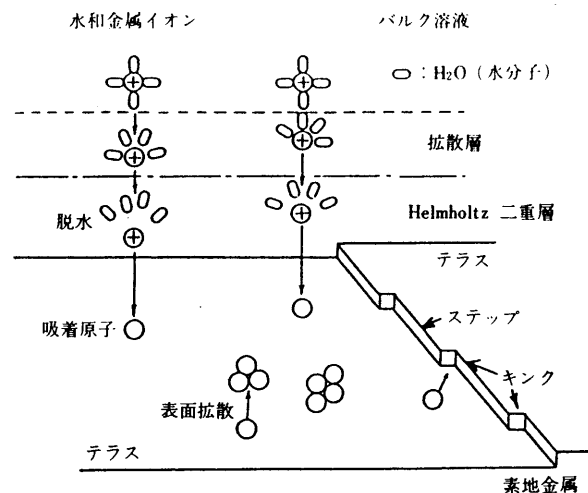 水和金属イオン
バルク溶液
: H₂O (水分子)
拡散層
Helmholtz 二重層
脱水
テラス
吸着原子
ステップ
キンク
表面拡散
テラス
素地金属